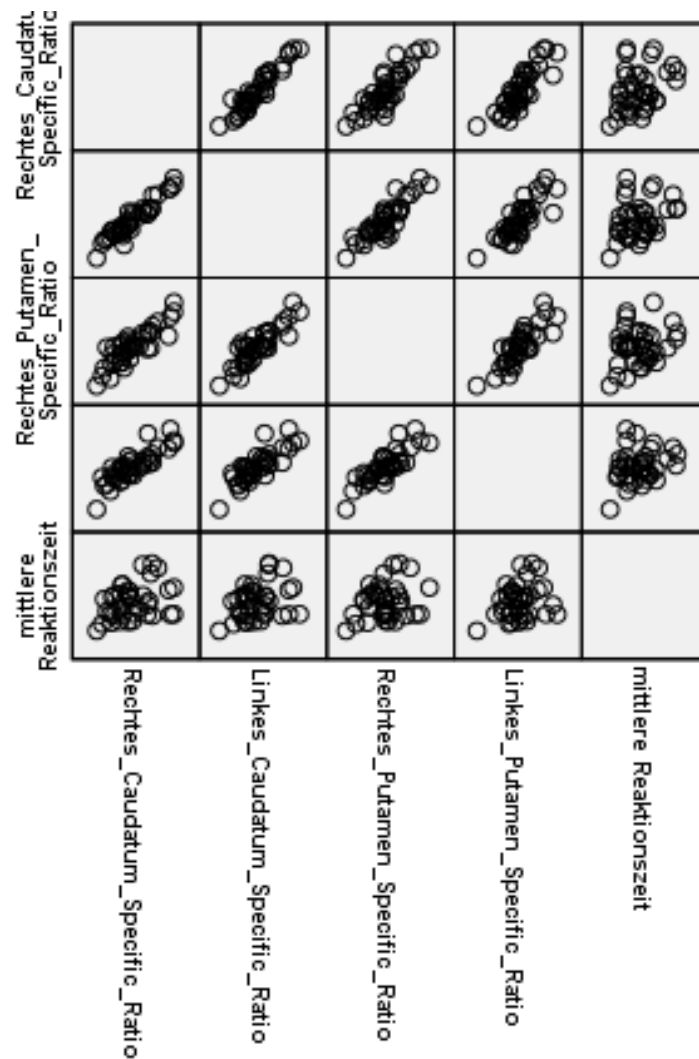 Rechtes_Caudatu
Specific_Ratio
Rechtes_Putamen_
Specific_Ratio
mittlere
Reaktionszeit
Rechtes_Caudatum_Specific_Ratio
Linkes_Caudatum_Specific_Ratio
Rechtes_Putamen_Specific_Ratio
Linkes_Putamen_Specific_Ratio
mittlere Reaktionszeit